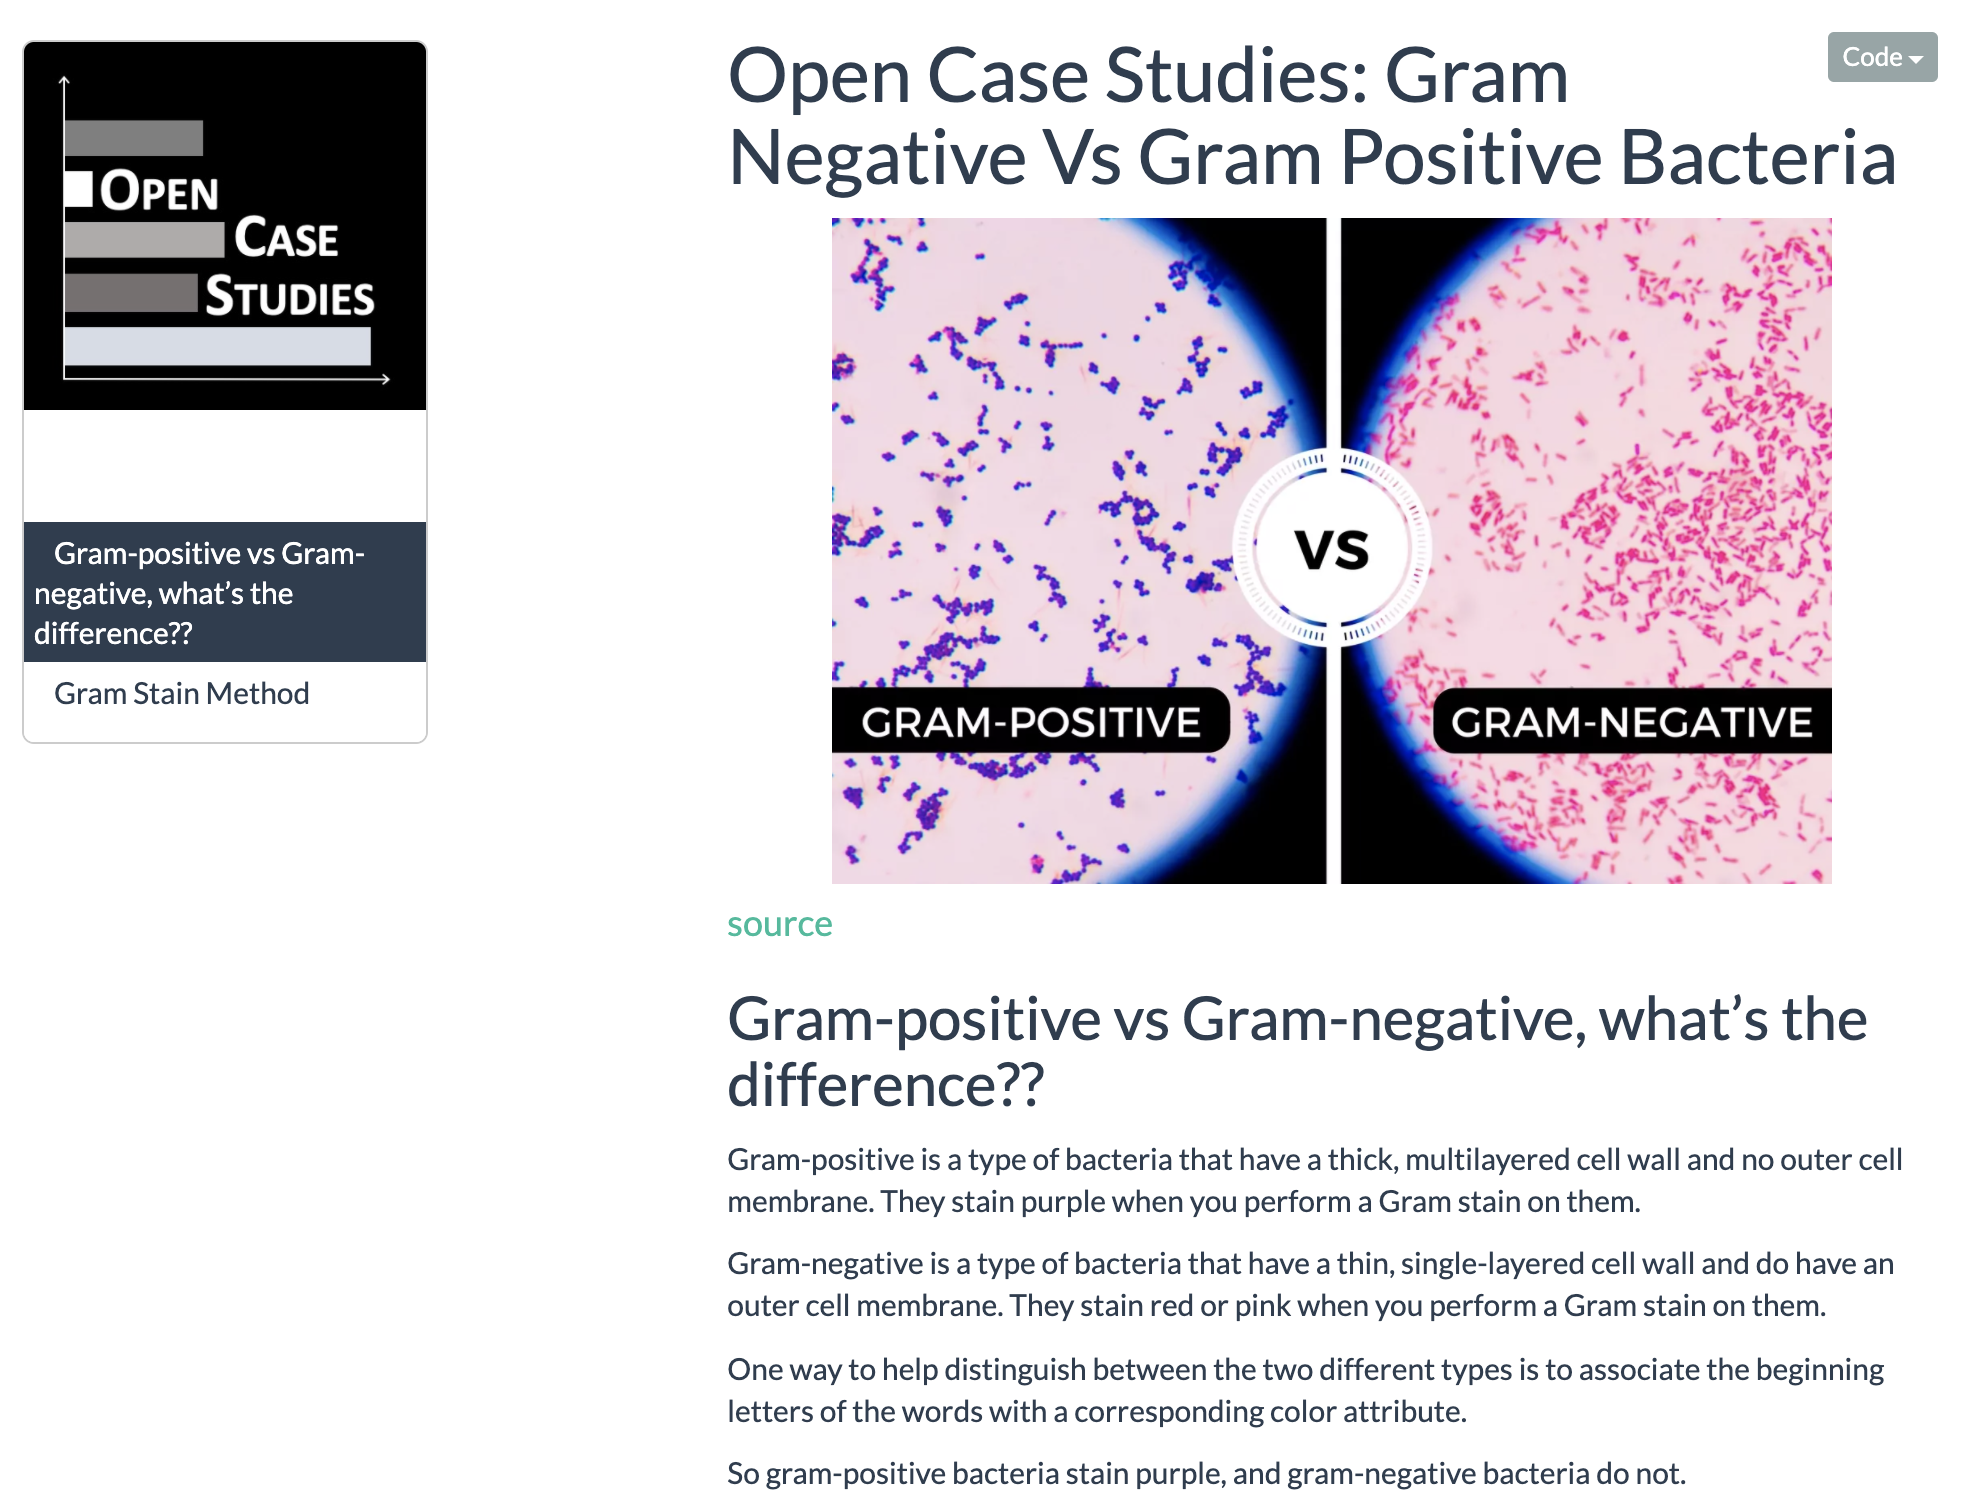 OPEN
CASE
STUDIES
Gram-positive vs Gram-
negative, what’s the
difference??
Gram Stain Method
Code
Open Case Studies: Gram
Negative Vs Gram Positive Bacteria
VS
GRAM-POSITIVE
GRAM-NEGATIVE
source
Gram-positive vs Gram-negative, what’s the
difference??
Gram-positive is a type of bacteria that have a thick, multilayered cell wall and no outer cell
membrane. They stain purple when you perform a Gram stain on them.
Gram-negative is a type of bacteria that have a thin, single-layered cell wall and do have an
outer cell membrane. They stain red or pink when you perform a Gram stain on them.
One way to help distinguish between the two different types is to associate the beginning
letters of the words with a corresponding color attribute.
So gram-positive bacteria stain purple, and gram-negative bacteria do not.